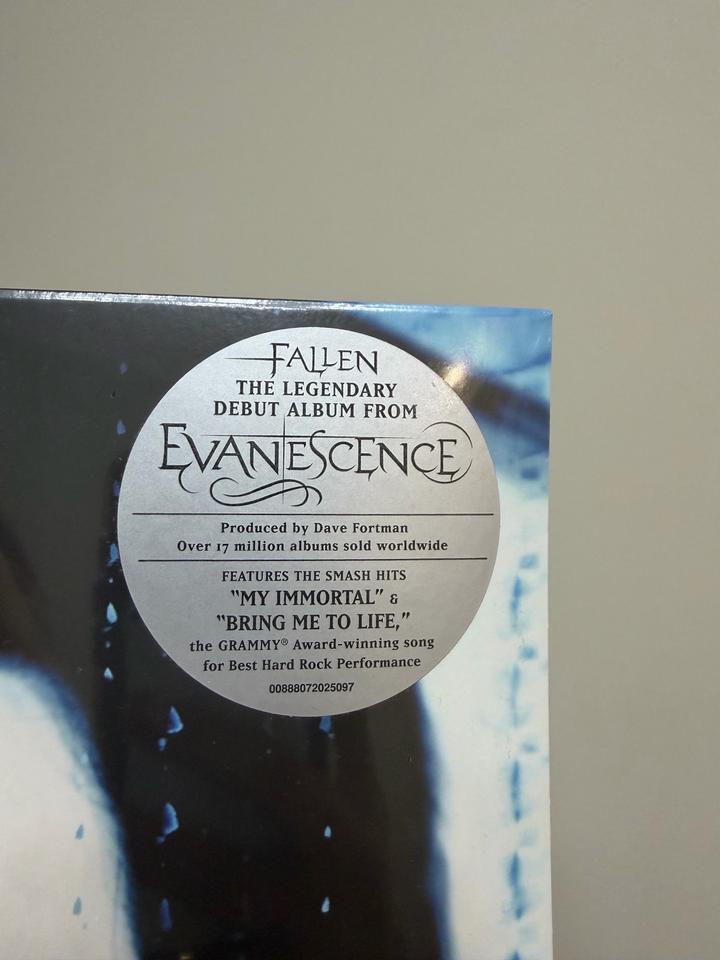 FALLEN
THE LEGENDARY
DEBUT ALBUM FROM
EVANESCENCE
Produced by Dave Fortman
Over 17 million albums sold worldwide
FEATURES THE SMASH HITS
"MY IMMORTAL" &
"BRING ME TO LIFE,"
the GRAMMY® Award-winning song
for Best Hard Rock Performance
00888072025097